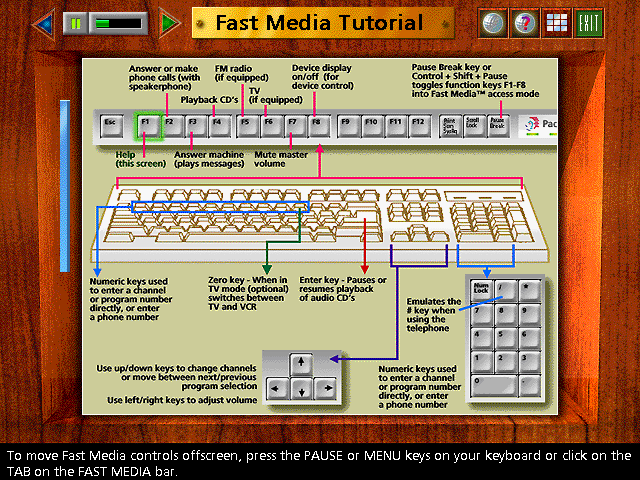 Fast Media Tutorial
EXIT
Answer or make
phone calls (with
speakerphone)
FM radio
(if equipped)
Device display
on/off (for
device control)
Pause Break key or
Control + Shift + Pause
toggles function keys F1-F8
into Fast Media™ access mode
Playback CD's
TV
(if equipped)
Esc F1 F2 F3 F4 F5 F6 F7 F8 F9 F10 F11 F12
Print
Scrn
SysRq
Scroll
Lock
Pause
Break
Pac
Help
(this screen)
Answer machine
(plays messages)
Mute master
volume
Numeric keys used
to enter a channel
or program number
directly, or enter
a phone number
Zero key - When in
TV mode (optional)
switches between
TV and VCR
Enter key - Pauses or
resumes playback
of audio CD's
Emulates the
# key when
using the
telephone
Num
Lock
/ *
7 8 9
4 5 6
1 2 3
0 .
Use up/down keys to change channels
or move between next/previous
program selection
Use left/right keys to adjust volume
Numeric keys used
to enter a channel
or program number
directly, or enter
a phone number
To move Fast Media controls offscreen, press the PAUSE or MENU keys on your keyboard or click on the
TAB on the FAST MEDIA bar.